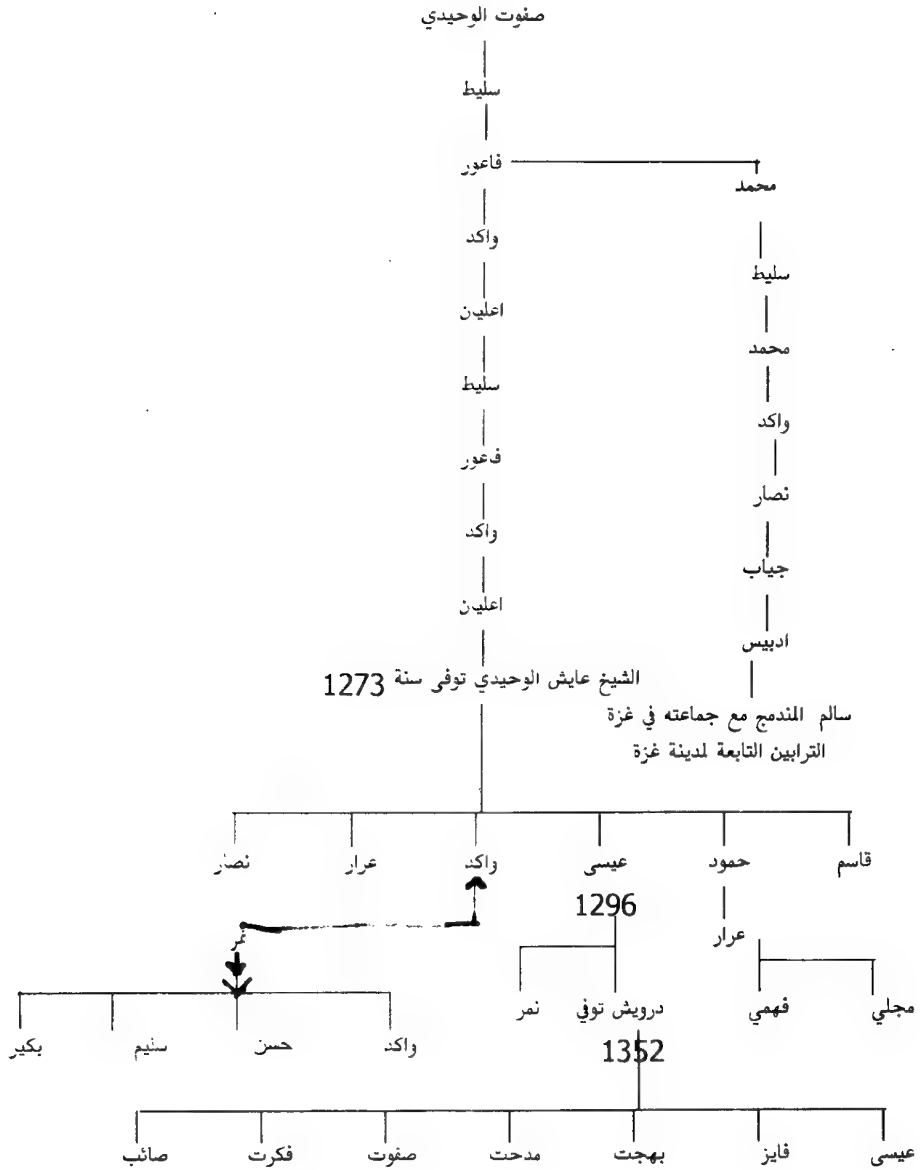 صفوت الوحيدي
سليط
فاعور
محمد
واكد
سليط
اعليان
محمد
سليط
واكد
فاعور
نصار
واكد
جياب
اعليان
ادبيس
الشيخ عايش الوحيدي توفى سنة 1273
سالم المندمج مع جماعته في غزة
الترابين التابعة لمدينة غزة
قاسم حمود عيسى واكد عرار نصار
1296
عرار
نمر
مجلي فهمي درويش توفي نمر
واكد حسن سليم بكير
1352
عيسى فايز بهجت مدحت صفوت فكرت صائب